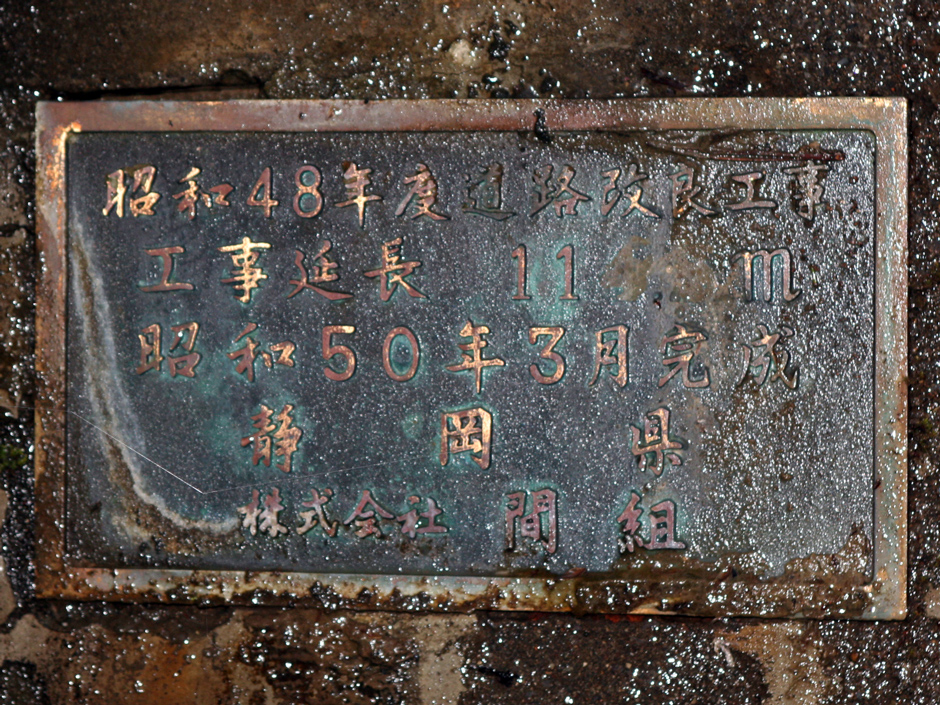 昭和48年度道路改良工事
工事延長 11 m
昭和50年3月完成
静岡県
株式会社 間組